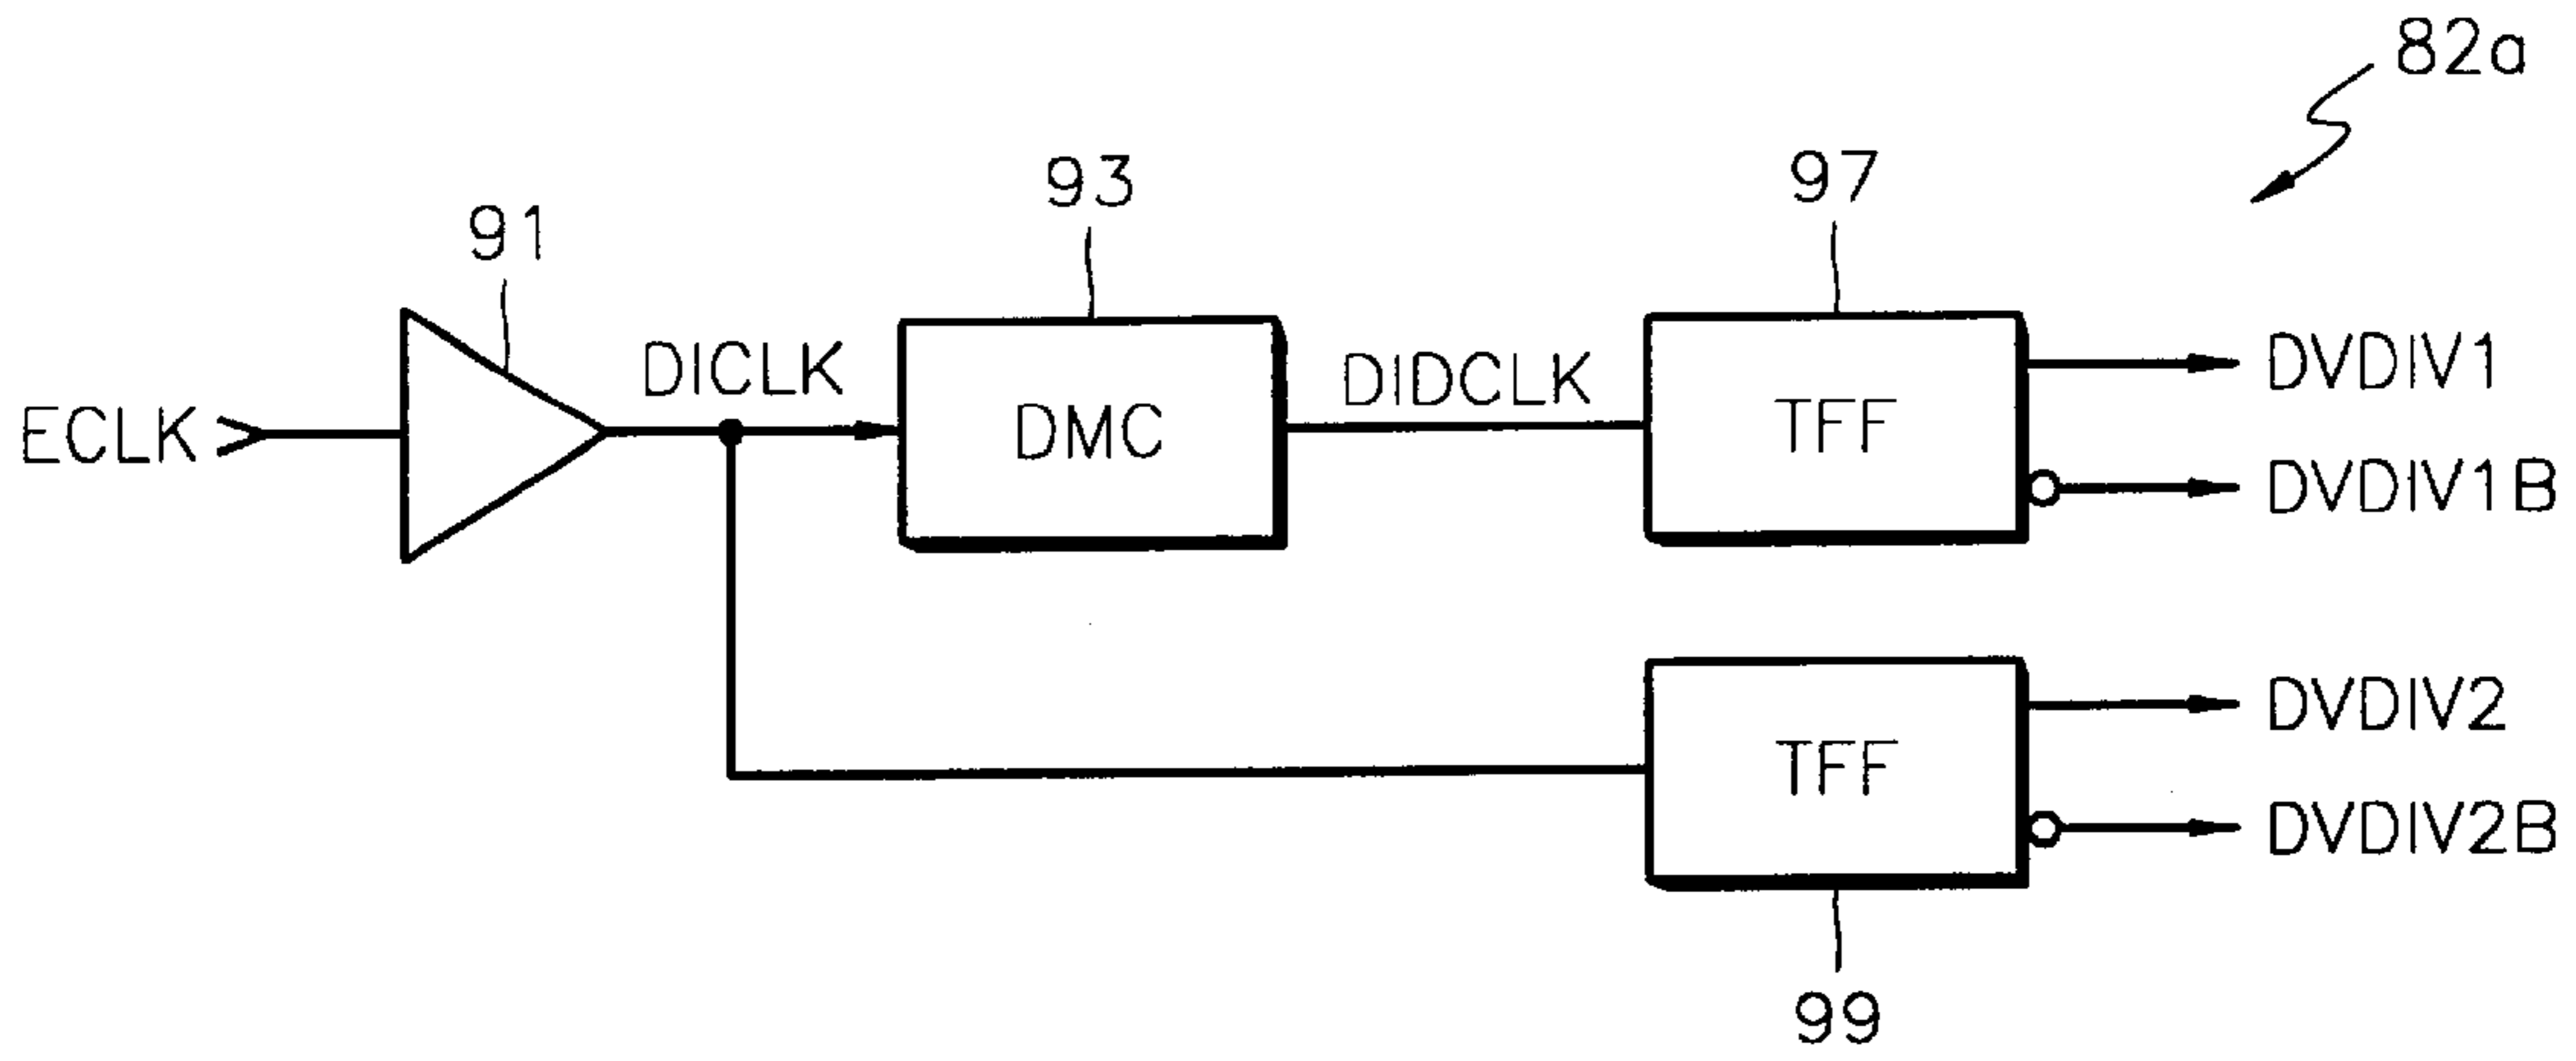 82a
93
97
91
DICLK
DIDCLK
DVDIV1
ECLK
DMC
TFF
DVDIV1B
DVDIV2
TFF
DVDIV2B
99